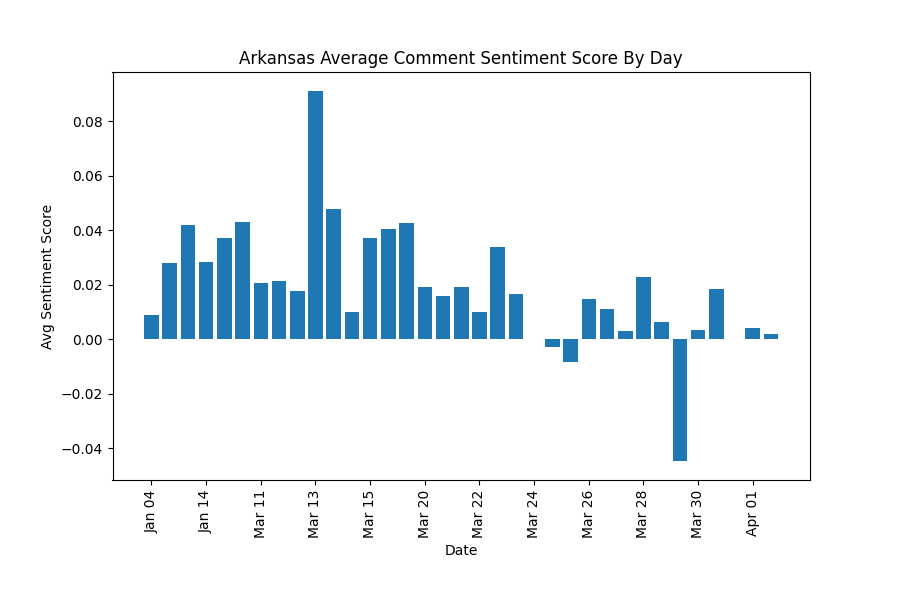 Arkansas Average Comment Sentiment Score By Day
Avg Sentiment Score
0.08
0.06
0.04
0.02
0.00
−0.02
−0.04
Jan 04
Jan 14
Mar 11
Mar 13
Mar 15
Mar 20
Mar 22
Mar 24
Mar 26
Mar 28
Mar 30
Apr 01
Date